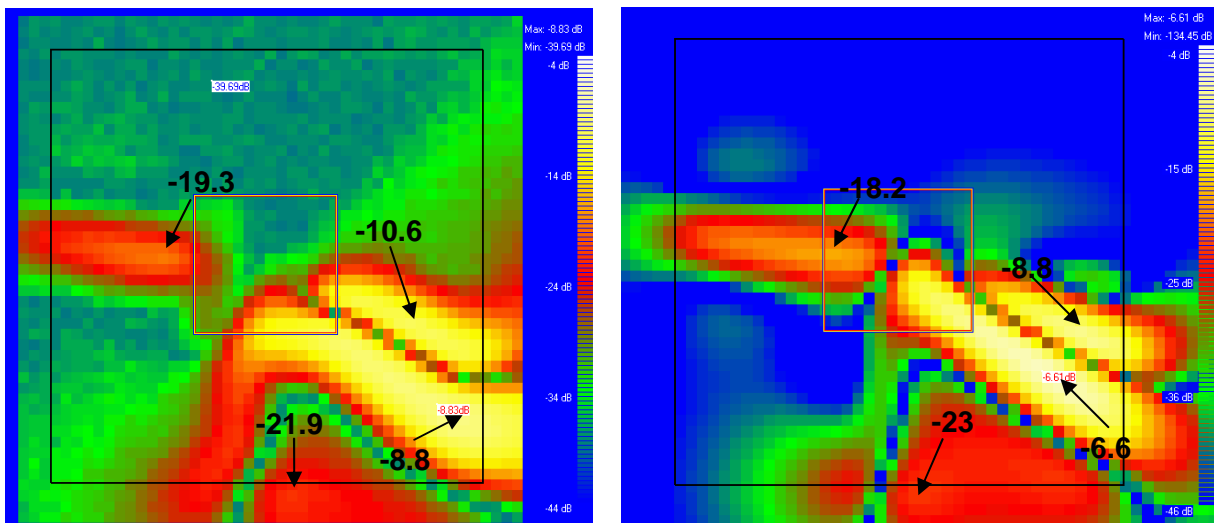 Max: -8.83 dB
Min: -39.69 dB
-4 dB
-39.69dB
-14 dB
-19.3
-10.6
-24 dB
-34 dB
-8.83dB
-21.9
-8.8
-44 dB
Max: -6.61 dB
Min: -134.45 dB
-4 dB
-15 dB
-18.2
-8.8
-25 dB
-6.61dB
-36 dB
-23
-6.6
-46 dB